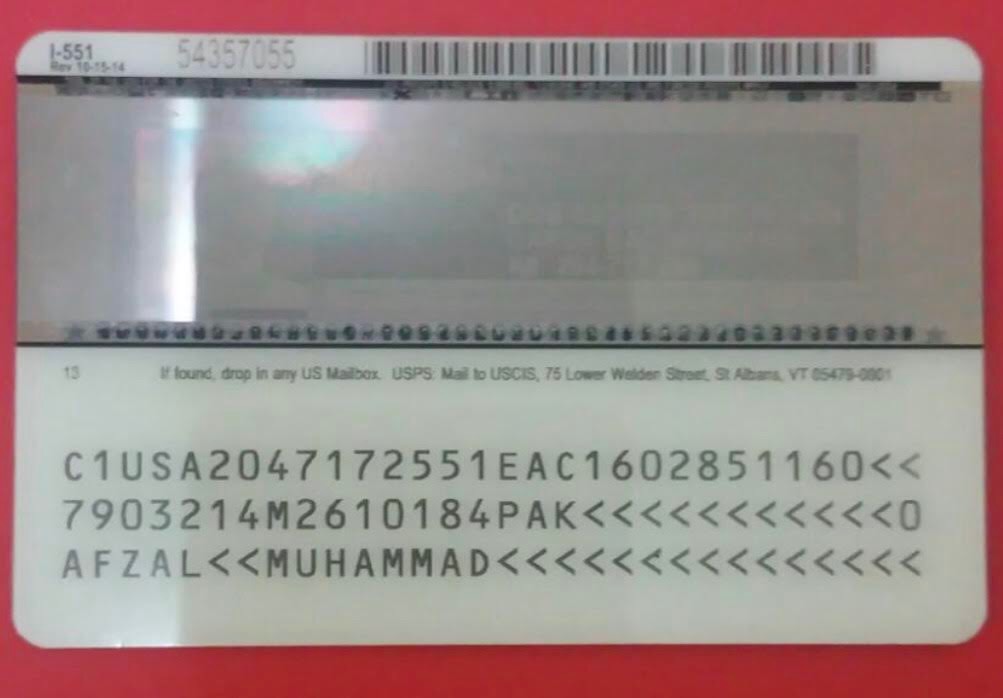 I-551
Rev 10-15-14
54357055
13 If found, drop in any US Mailbox. USPS: Mail to USCIS, 75 Lower Welden Street, St Albans, VT 05479-0001
C1USA2047172551EAC1602851160<<
7903214M2610184PAK<<<<<<<<<<<0
AFZAL<<MUHAMMAD<<<<<<<<<<<<<<<